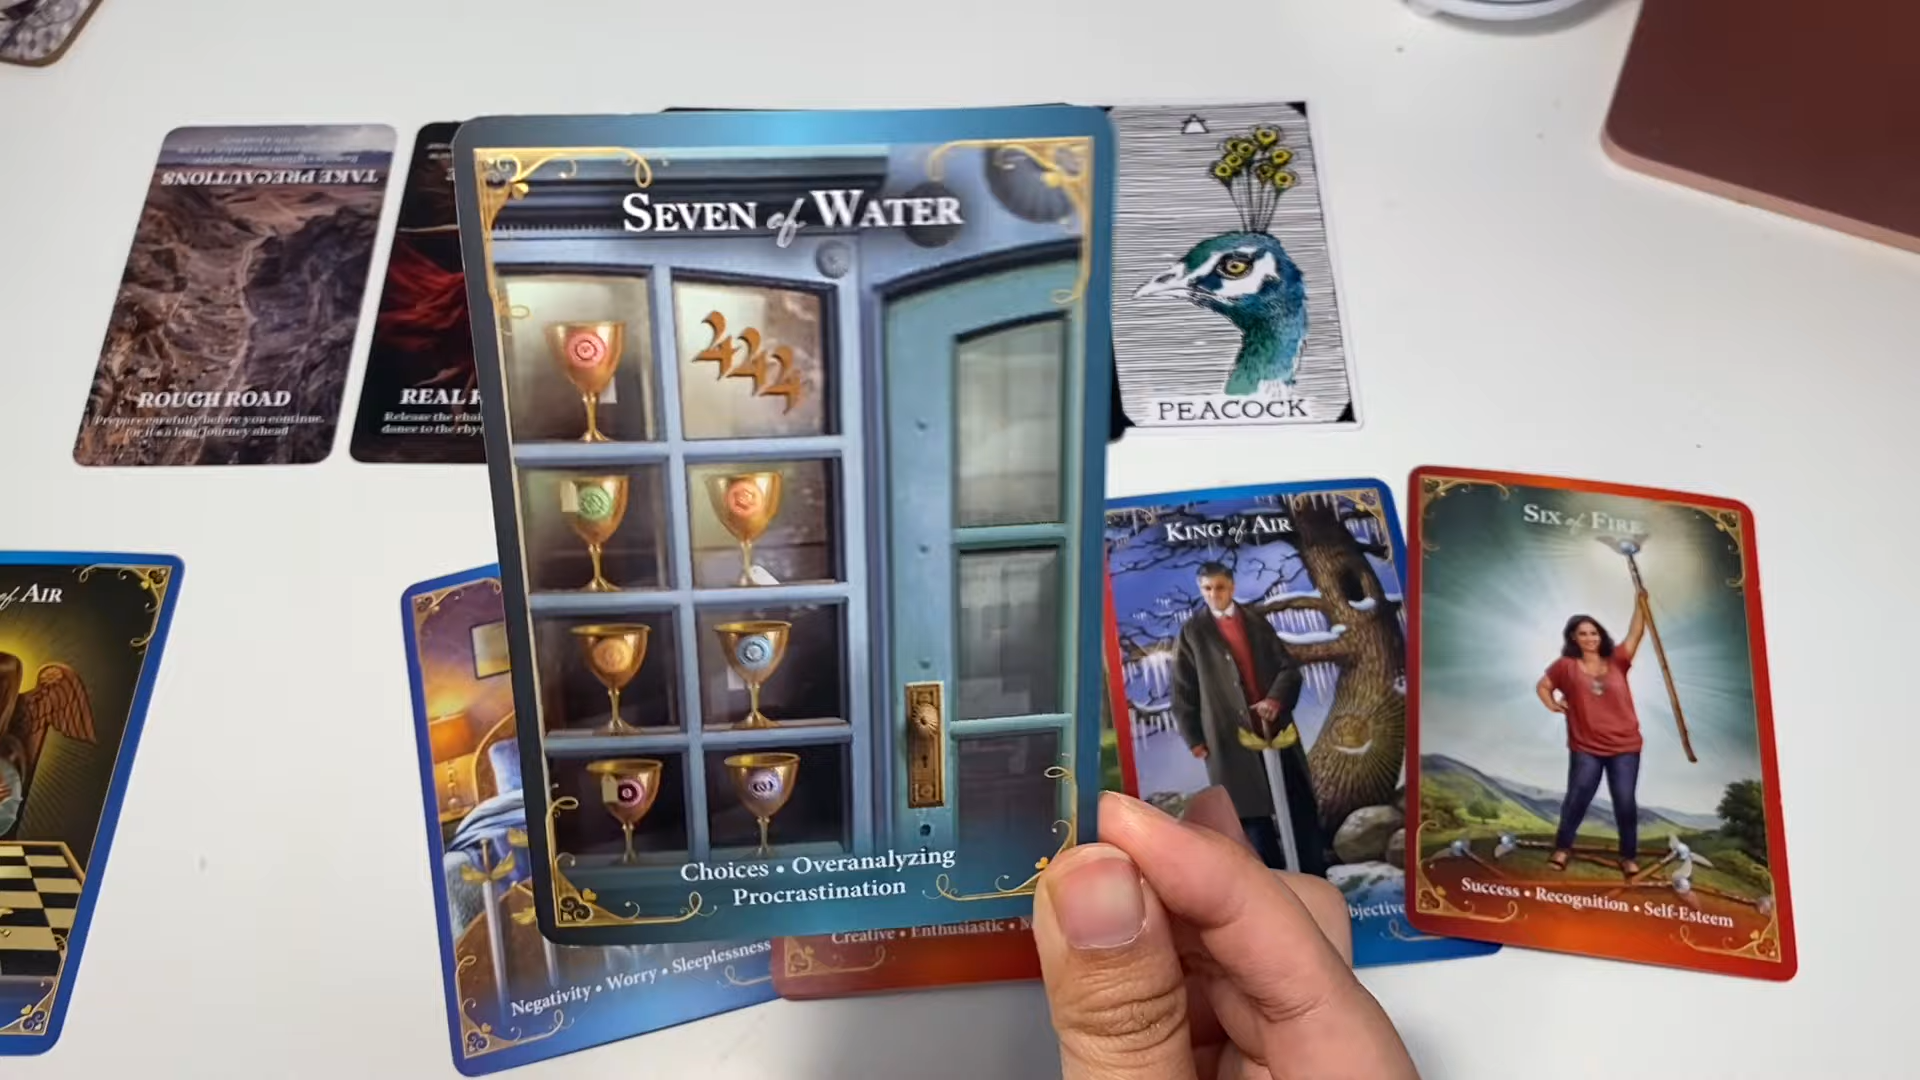 TAKE PRECAUTIONS
ROUGH ROAD
Prepare carefully before you continue,
for it's a long journey ahead
REAL
Release the
dance to the
SEVEN of WATER
4242
Choices • Overanalyzing
Procrastination
PEACOCK
of AIR
Negativity • Worry • Sleeplessness
Creative • Enthusiastic •
KING of AIR
bjective
SIX of FIRE
Success • Recognition • Self-Esteem